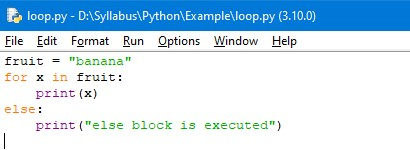 loop.py - D:\Syllabus\Python\Example\loop.py (3.10.0)
File Edit Format Run Options Window Help
fruit = "banana"
for x in fruit:
    print(x)
else:
    print("else block is executed")